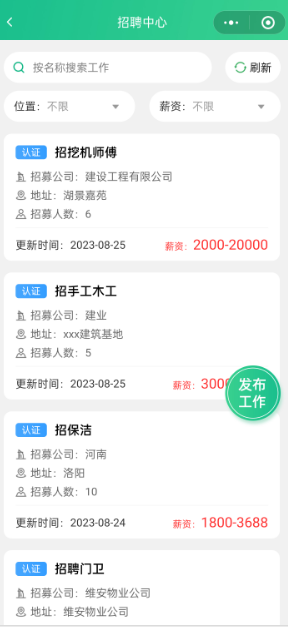 招聘中心
按名称搜索工作
刷新
位置：不限
薪资：不限
认证 招挖机师傅
招募公司：建设工程有限公司
地址：湖景嘉苑
招募人数：6
更新时间：2023-08-25 薪资：2000-20000
认证 招手工木工
招募公司：建业
地址：xxx建筑基地
招募人数：5
更新时间：2023-08-25 薪资：
发布
工作
认证 招保洁
招募公司：河南
地址：洛阳
招募人数：10
更新时间：2023-08-24 薪资：1800-3688
认证 招聘门卫
招募公司：维安物业公司
地址：维安物业公司